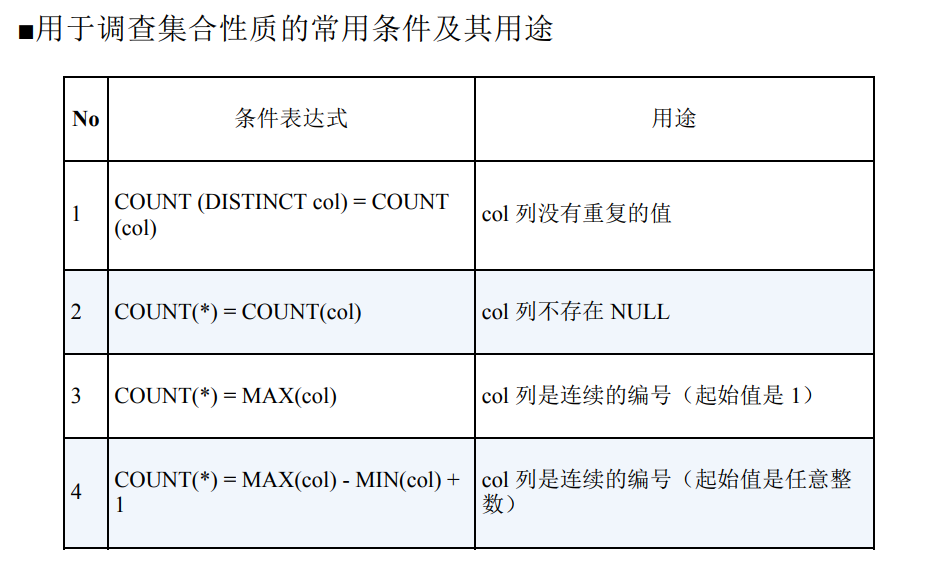 ■用于调查集合性质的常用条件及其用途
No
条件表达式
用途
1
COUNT (DISTINCT col) = COUNT
(col)
col 列没有重复的值
2
COUNT(*) = COUNT(col)
col 列不存在 NULL
3
COUNT(*) = MAX(col)
col 列是连续的编号（起始值是 1）
4
COUNT(*) = MAX(col) - MIN(col) +
1
col 列是连续的编号（起始值是任意整
数）